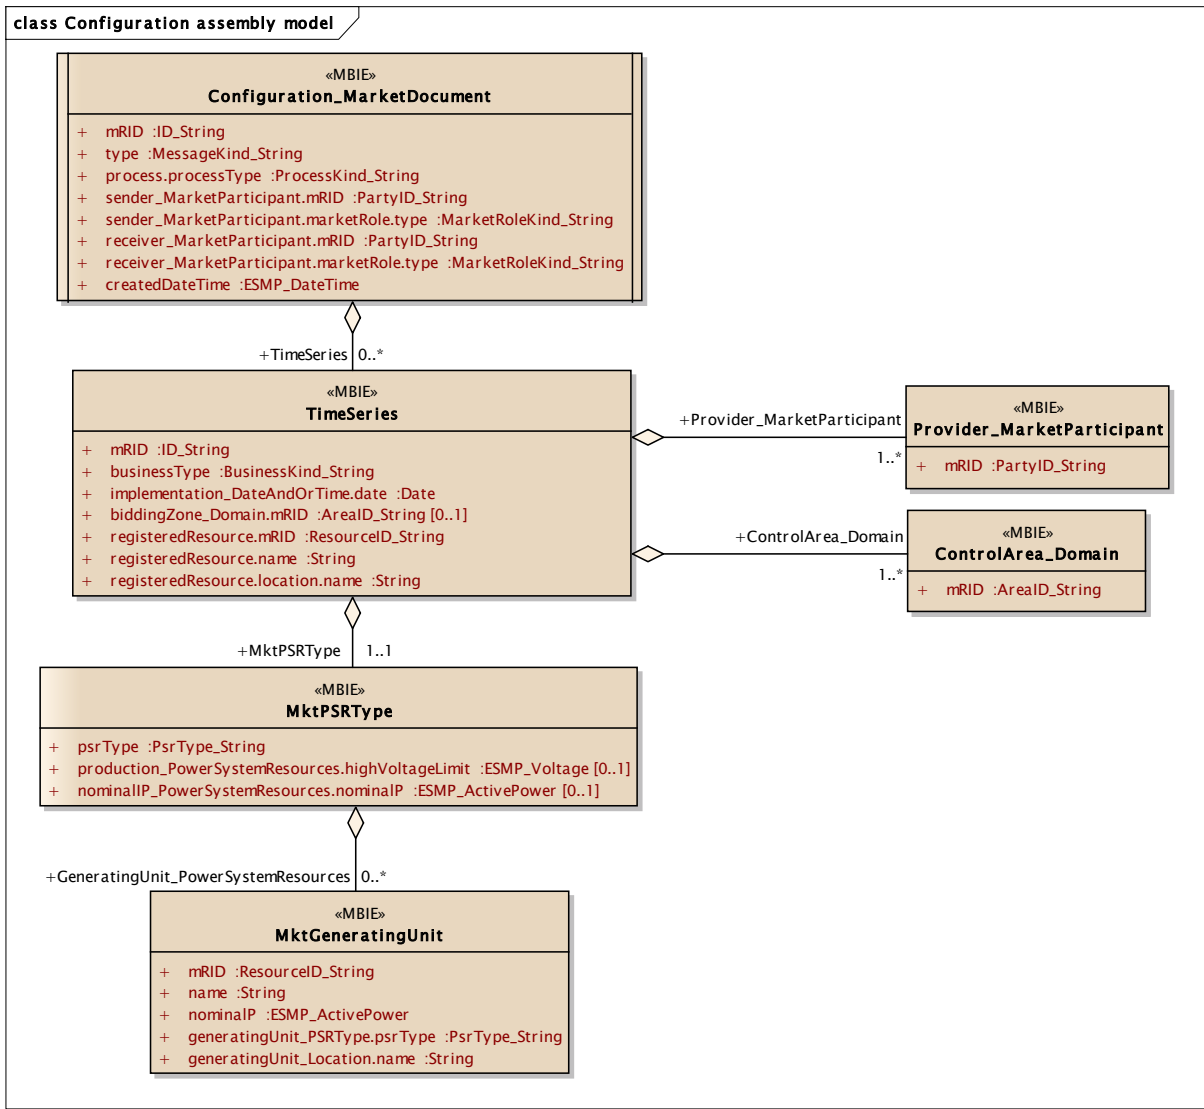 class Configuration assembly model
«MBIE»
Configuration_MarketDocument
+ mRID :ID_String
+ type :MessageKind_String
+ process.processType :ProcessKind_String
+ sender_MarketParticipant.mRID :PartyID_String
+ sender_MarketParticipant.marketRole.type :MarketRoleKind_String
+ receiver_MarketParticipant.mRID :PartyID_String
+ receiver_MarketParticipant.marketRole.type :MarketRoleKind_String
+ createdDateTime :ESMP_DateTime
+TimeSeries 0..*
«MBIE»
TimeSeries
+ mRID :ID_String
+ businessType :BusinessKind_String
+ implementation_DateAndOrTime.date :Date
+ biddingZone_Domain.mRID :AreaID_String [0..1]
+ registeredResource.mRID :ResourceID_String
+ registeredResource.name :String
+ registeredResource.location.name :String
+Provider_MarketParticipant
1..*
«MBIE»
Provider_MarketParticipant
+ mRID :PartyID_String
+ControlArea_Domain
1..*
«MBIE»
ControlArea_Domain
+ mRID :AreaID_String
+MktPSRType 1..1
«MBIE»
MktPSRType
+ psrType :PsrType_String
+ production_PowerSystemResources.highVoltageLimit :ESMP_Voltage [0..1]
+ nominalIP_PowerSystemResources.nominalP :ESMP_ActivePower [0..1]
+GeneratingUnit_PowerSystemResources 0..*
«MBIE»
MktGeneratingUnit
+ mRID :ResourceID_String
+ name :String
+ nominalP :ESMP_ActivePower
+ generatingUnit_PSRType.psrType :PsrType_String
+ generatingUnit_Location.name :String